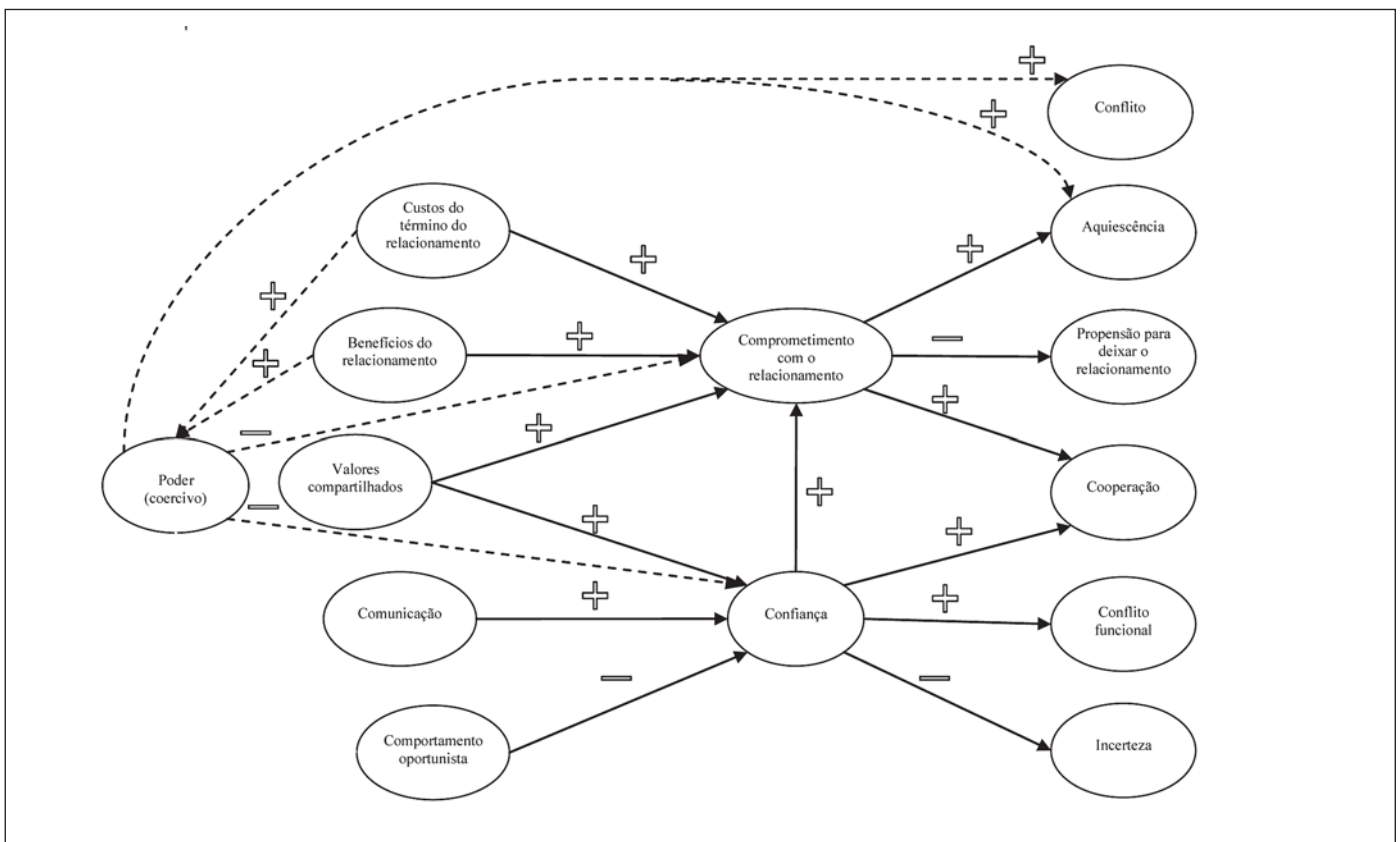 Conflito
Custos do
término do
relacionamento
Aquiescência
Benefícios do
relacionamento
Comprometimento
com o
relacionamento
Propensão para
deixar o
relacionamento
Poder
(coercivo)
Valores
compartilhados
Cooperação
Comunicação
Confiança
Conflito
funcional
Comportamento
oportunista
Incerteza